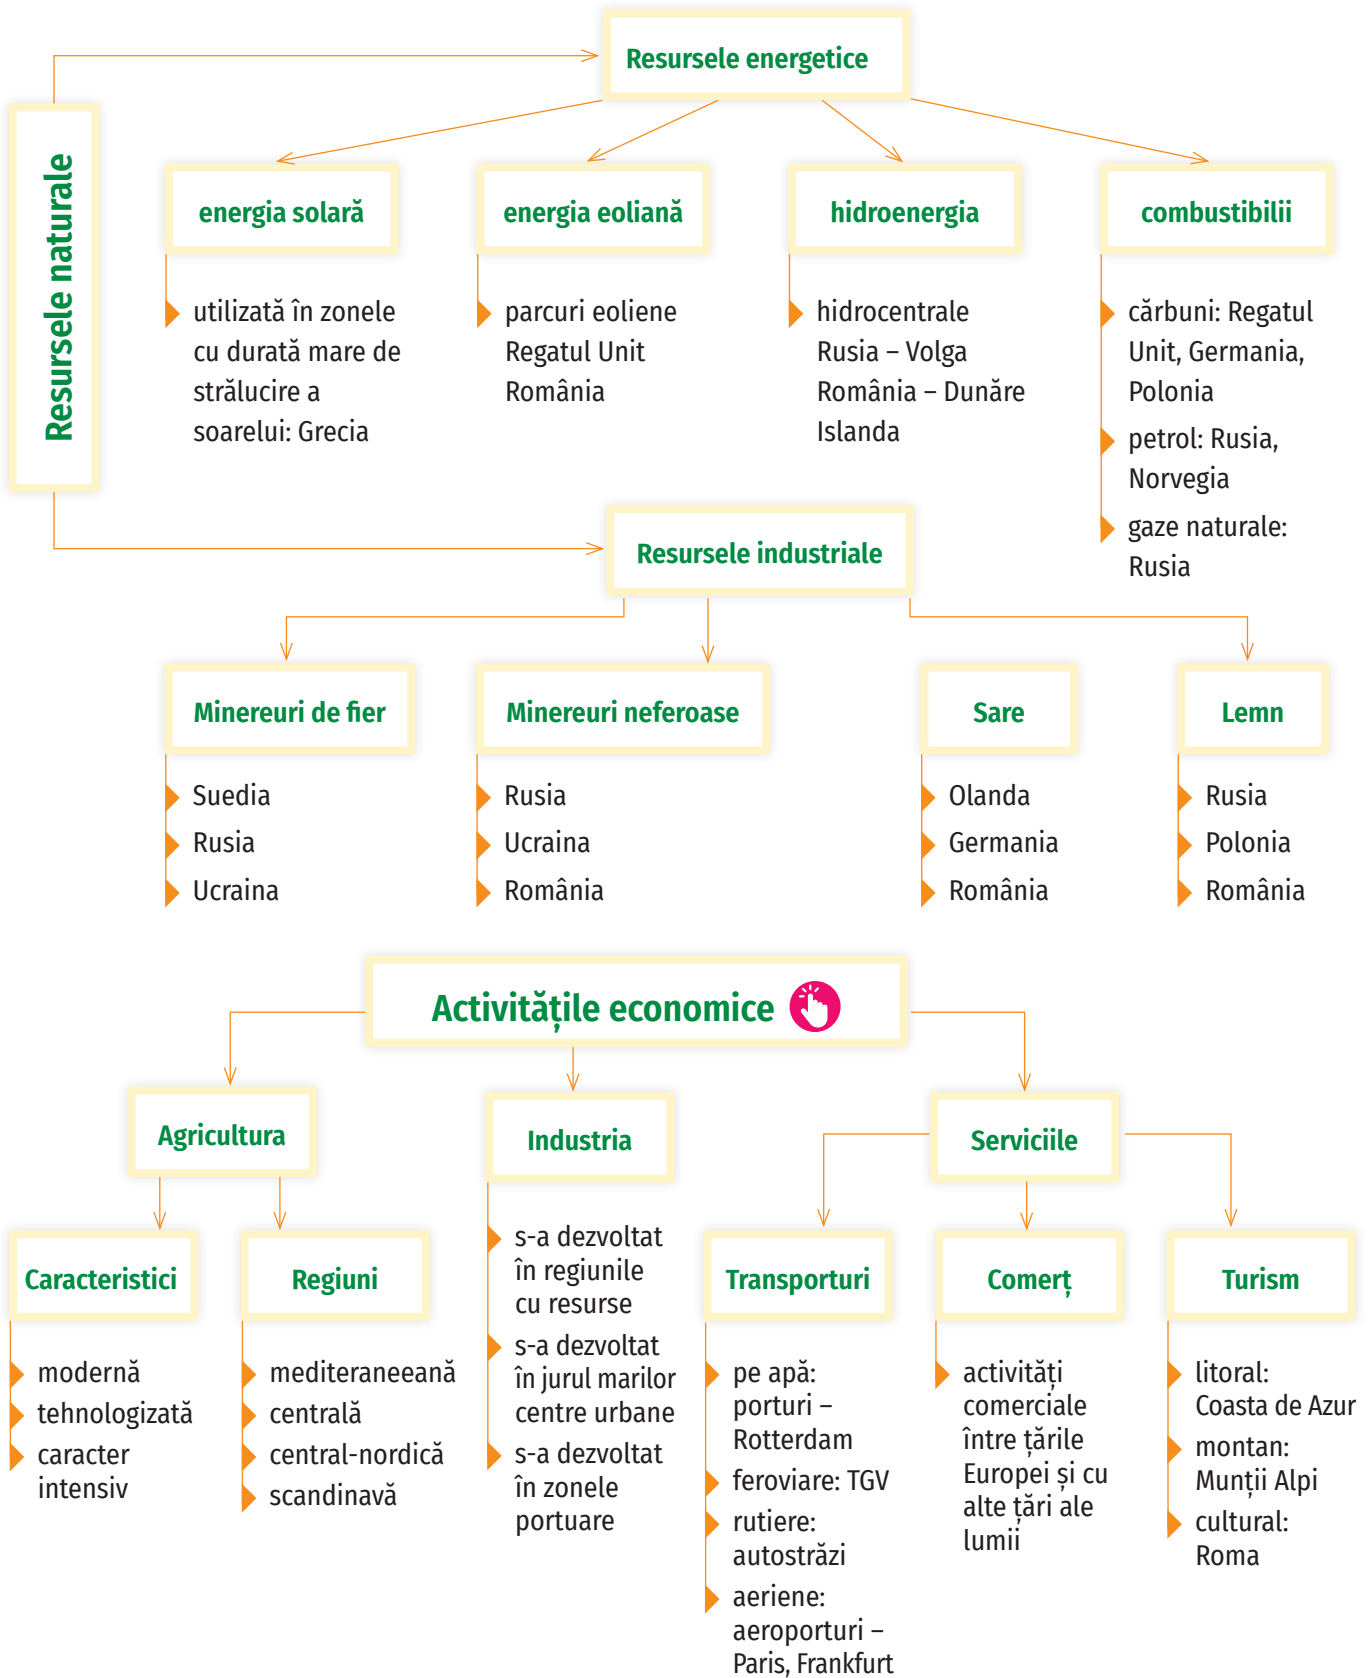 Resursele naturale
Resursele energetice
energia solară
utilizată în zonele
cu durată mare de
strălucire a
soarelui: Grecia
energia eoliană
parcuri eoliene
Regatul Unit
România
hidroenergia
hidrocentrale
Rusia – Volga
România – Dunăre
Islanda
combustibilii
cărbuni: Regatul
Unit, Germania,
Polonia
petrol: Rusia,
Norvegia
gaze naturale:
Rusia
Resursele industriale
Minereuri de fier
Suedia
Rusia
Ucraina
Minereuri neferoase
Rusia
Ucraina
România
Sare
Olanda
Germania
România
Lemn
Rusia
Polonia
România
Activitățile economice
Agricultura
Caracteristici
modernă
tehnologizată
caracter
intensiv
Regiuni
mediteraneeană
centrală
central-nordică
scandinavă
Industria
s-a dezvoltat
în regiunile
cu resurse
s-a dezvoltat
în jurul marilor
centre urbane
s-a dezvoltat
în zonele
portuare
Serviciile
Transporturi
pe apă:
porturi –
Rotterdam
feroviare: TGV
rutiere:
autostrăzi
aeriene:
aeroporturi –
Paris, Frankfurt
Comerț
activități
comerciale
între țările
Europei și cu
alte țări ale
lumii
Turism
litoral:
Coasta de Azur
montan:
Munții Alpi
cultural:
Roma